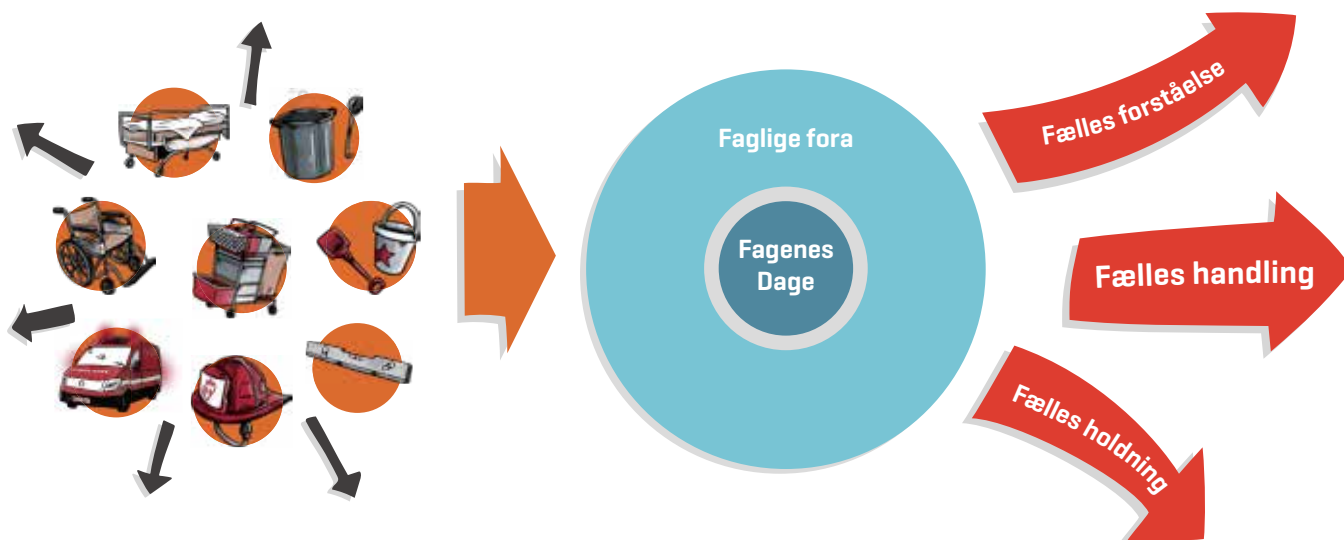 Faglige fora
Fagenes
Dage
Fælles forståelse
Fælles handling
Fælles holdning